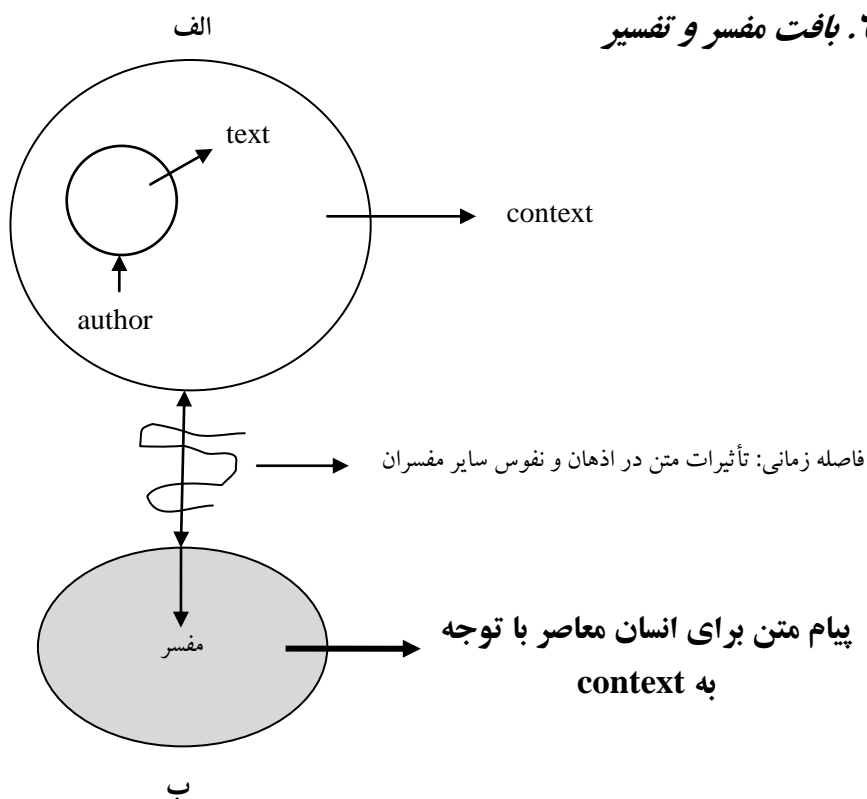 بافت مفسر و تفسیر
الف
text
context
author
فاصله زمانی: تأثیرات متن در اذهان و نفوس سایر مفسران
مفسر
پیام متن برای انسان معاصر با توجه
به context
ب